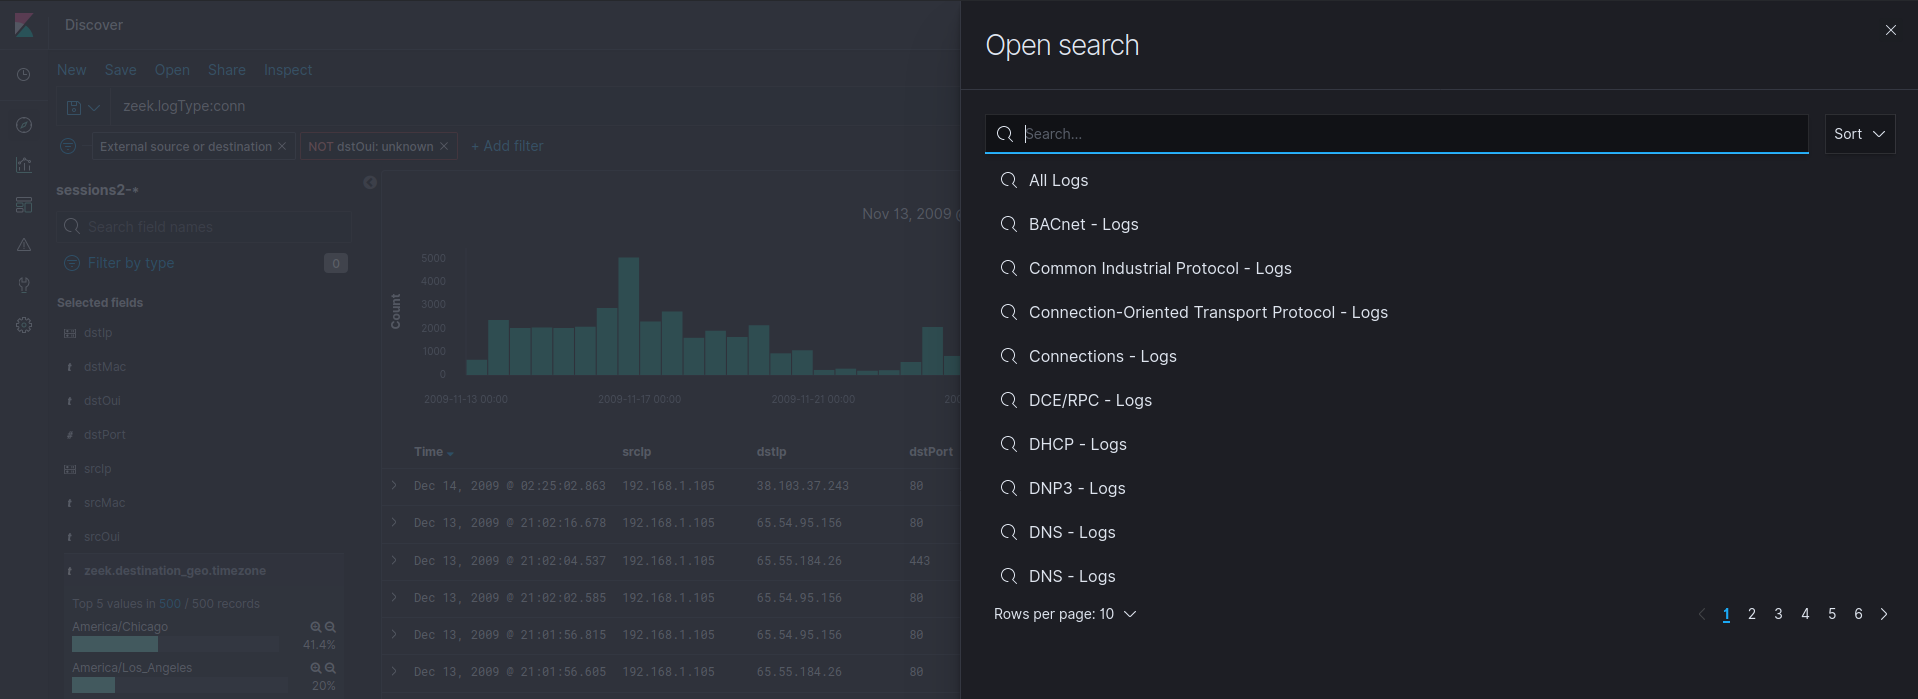 Discover
New Save Open Share Inspect
zeek.logType:conn
External source or destination × NOT dstOui: unknown × + Add filter
sessions2-*
Search field names
Filter by type 0
Selected fields
dstIp
t dstMac
t dstOui
# dstPort
srcIp
t srcMac
t srcOui
t zeek.destination_geo.timezone
Top 5 values in 500 / 500 records
America/Chicago
41.4%
America/Los_Angeles
20%
Nov 13, 2009 @
Count
5000
4000
3000
2000
1000
0
2009-11-13 00:00 2009-11-17 00:00 2009-11-21 00:00 200
Time srcIp dstIp dstPort
Dec 14, 2009 @ 02:25:02.863 192.168.1.105 38.103.37.243 80
Dec 13, 2009 @ 21:02:16.678 192.168.1.105 65.54.95.156 80
Dec 13, 2009 @ 21:02:04.537 192.168.1.105 65.55.184.26 443
Dec 13, 2009 @ 21:02:02.585 192.168.1.105 65.54.95.156 80
Dec 13, 2009 @ 21:01:56.815 192.168.1.105 65.54.95.156 80
Dec 13, 2009 @ 21:01:56.605 192.168.1.105 65.55.184.26 80
Open search
Search...
Sort
All Logs
BACnet - Logs
Common Industrial Protocol - Logs
Connection-Oriented Transport Protocol - Logs
Connections - Logs
DCE/RPC - Logs
DHCP - Logs
DNP3 - Logs
DNS - Logs
DNS - Logs
Rows per page: 10
1 2 3 4 5 6